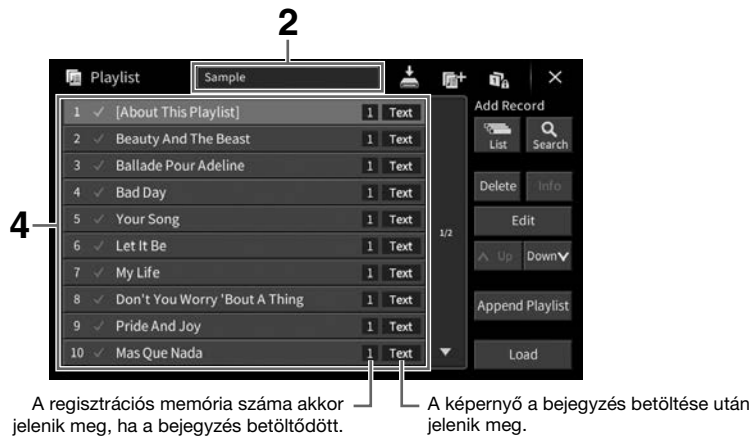 2
Playlist Sample
4
1 [About This Playlist] 1 Text
2 Beauty And The Beast 1 Text
3 Ballade Pour Adeline 1 Text
4 Bad Day 1 Text
5 Your Song 1 Text
6 Let It Be 1 Text
7 My Life 1 Text
8 Don't You Worry 'Bout A Thing 1 Text
9 Pride And Joy 1 Text
10 Mas Que Nada 1 Text
1/2
Add Record
List Search
Delete Info
Edit
Up Down
Append Playlist
Load
A regisztrációs memória száma akkor
jelenik meg, ha a bejegyzés betöltődött.
A képernyő a bejegyzés betöltése után
jelenik meg.